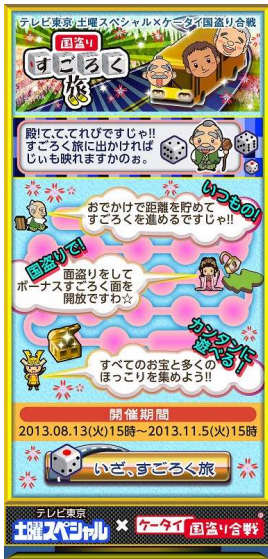 テレビ東京 土曜スペシャル×ケータイ国盗り合戦
国盗り
すごろく
旅
殿!て、て、てれびですじゃ!!
すごろく旅に出かければ
じぃも映れますかのぉ。
いつもの!
おでかけで距離を貯めて
すごろくを進めるですじゃ!!
国盗りで!
面盗りをして
ボーナスすごろく面を
開放ですわ☆
カンタンに
遊べる!
すべてのお宝と多くの
ほっこりを集めよう!!
開催期間
2013.08.13(火)15時～2013.11.5(火)15時
いざ、すごろく旅
テレビ東京
土曜スペシャル
×
ケータイ
国盗り合戦